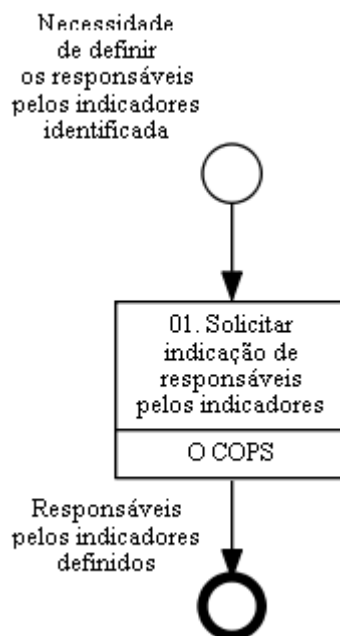 Necessidade
de definir
os responsáveis
pelos indicadores
identificada
01. Solicitar
indicação de
responsáveis
pelos indicadores
O COPS
Responsáveis
pelos indicadores
definidos